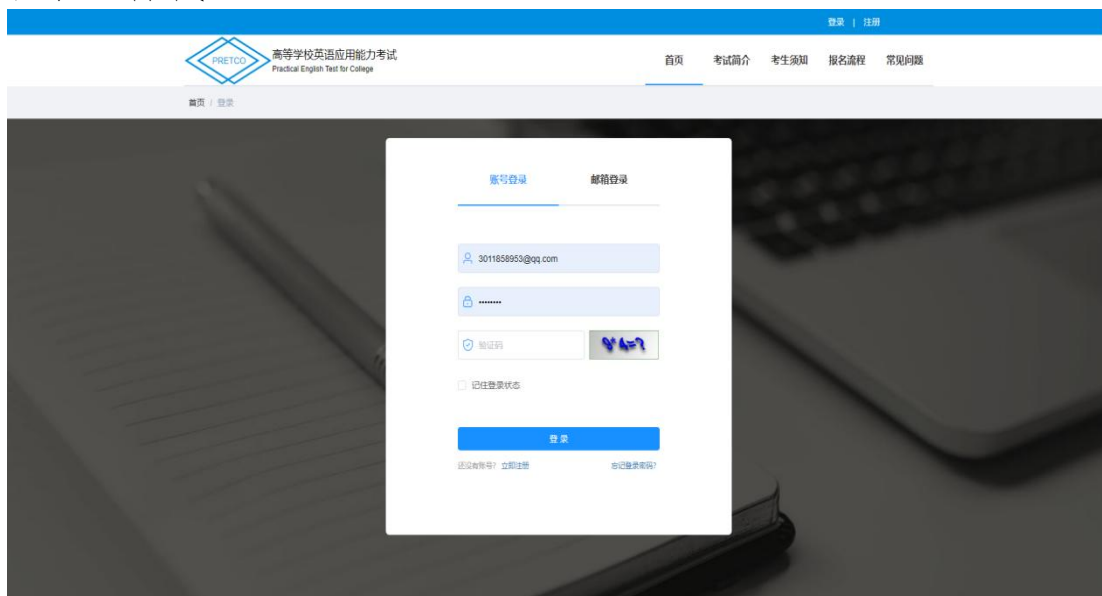 登录 | 注册
PRETCO
高等学校英语应用能力考试
Practical English Test for College
首页 考试简介 考生须知 报名流程 常见问题
首页 / 登录
账号登录 邮箱登录
3011858953@qq.com
••••••••
验证码
记住登录状态
登 录
还没有账号? 立即注册 忘记登录密码?